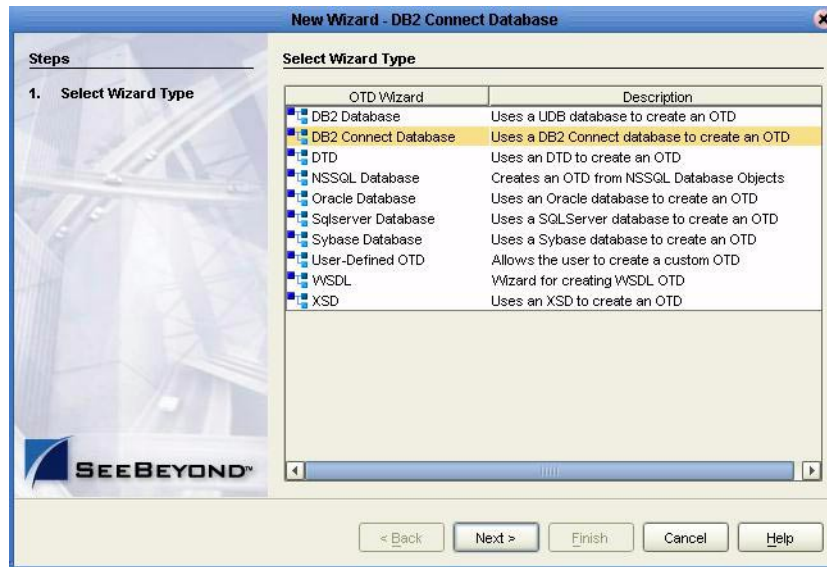 New Wizard - DB2 Connect Database
Steps
1. Select Wizard Type
Select Wizard Type
OTD Wizard Description
DB2 Database Uses a UDB database to create an OTD
DB2 Connect Database Uses a DB2 Connect database to create an OTD
DTD Uses an DTD to create an OTD
NSSQL Database Creates an OTD from NSSQL Database Objects
Oracle Database Uses an Oracle database to create an OTD
Sqlserver Database Uses a SQLServer database to create an OTD
Sybase Database Uses a Sybase database to create an OTD
User-Defined OTD Allows the user to create a custom OTD
WSDL Wizard for creating WSDL OTD
XSD Uses an XSD to create an OTD
SEEBEYOND™
< Back Next > Finish Cancel Help